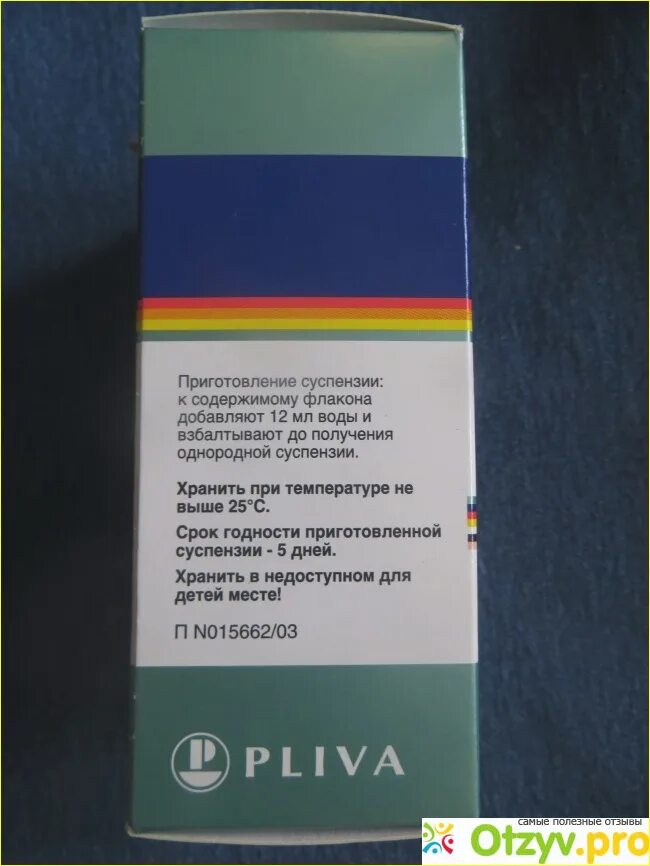 Приготовление суспензии:
к содержимому флакона
добавляют 12 мл воды и
взбалтывают до получения
однородной суспензии.
Хранить при температуре не
выше 25°С.
Срок годности приготовленной
суспензии - 5 дней.
Хранить в недоступном для
детей месте!
П N015662/03
PLIVA
самые полезные отзывы
Otzyv.pro